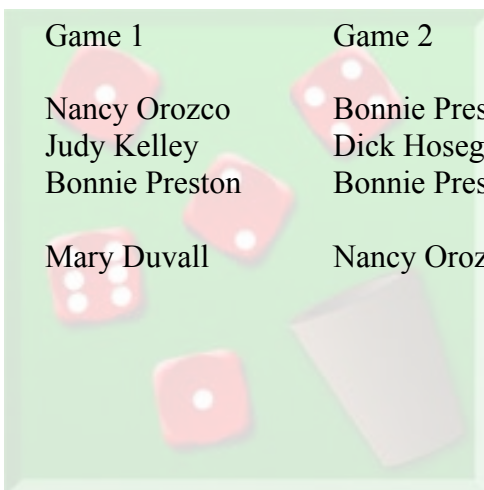 Game 1 Game 2
Nancy Orozco Bonnie
Judy Kelley Dick
Bonnie Preston Bonnie
Mary Duvall Nancy